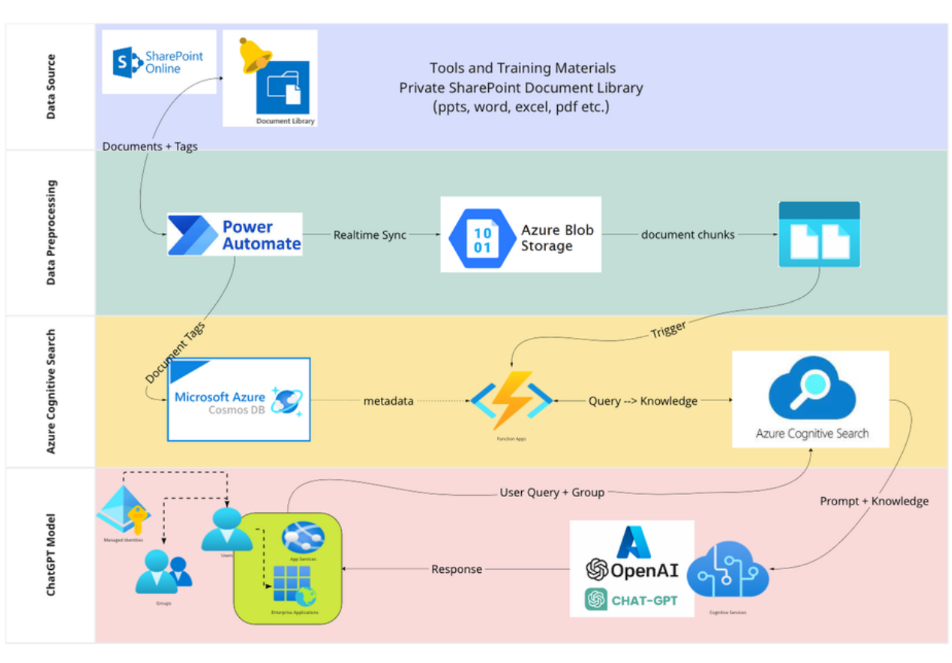 Data Source
SharePoint
Online
Document Library
Tools and Training Materials
Private SharePoint Document Library
(ppts, word, excel, pdf etc.)
Documents + Tags
Data Preprocessing
Power
Automate
Realtime Sync
10
01
Azure Blob
Storage
document chunks
Azure Cognitive Search
Document Tags
Trigger
Microsoft Azure
Cosmos DB
metadata
Function Apps
Query --> Knowledge
Azure Cognitive Search
ChatGPT Model
User Query + Group
Prompt + Knowledge
Managed Identities
Users
Groups
App Services
Enterprise Applications
Response
OpenAI
CHAT-GPT
Cognitive Services